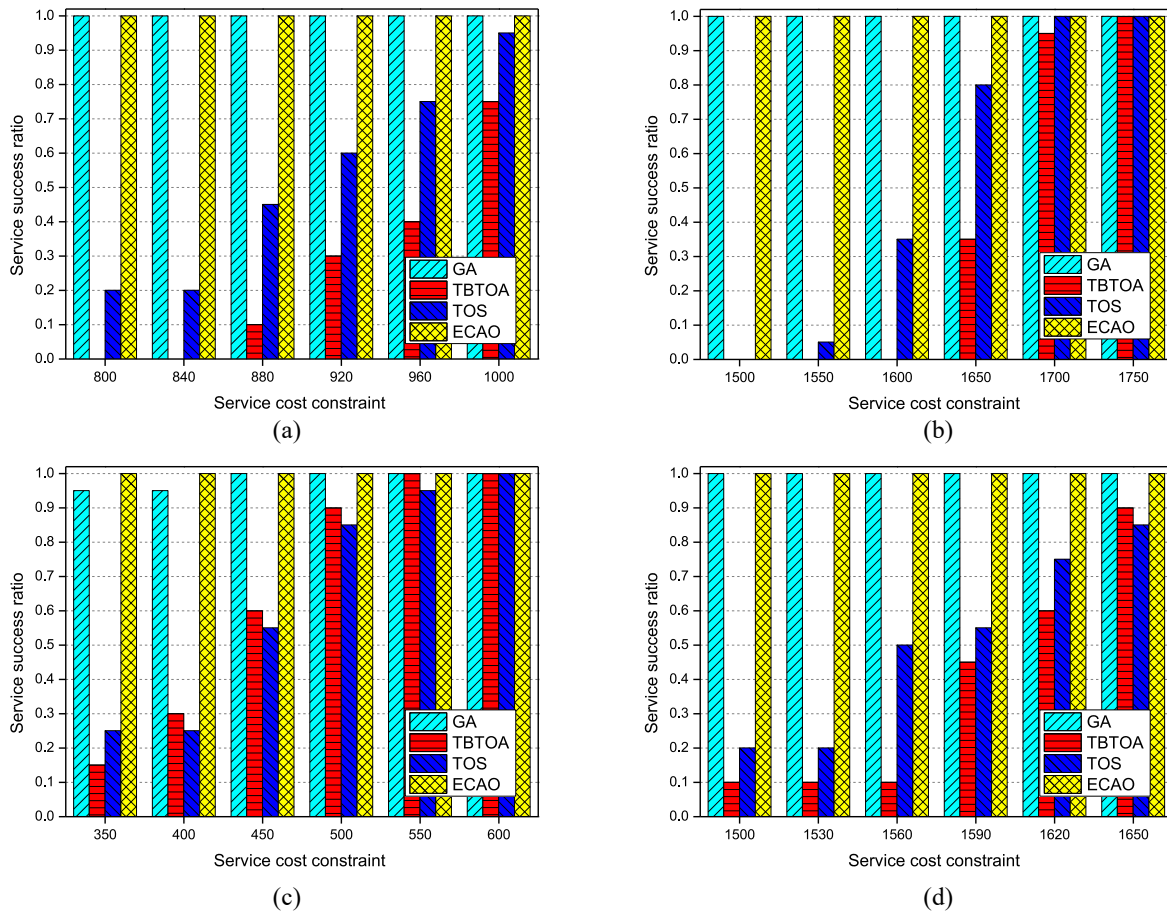 1.0
0.9
0.8
0.7
0.6
0.5
0.4
0.3
0.2
0.1
0.0
Service success ratio
GA
TBTOA
TOS
ECAO
800 840 880 920 960 1000
Service cost constraint
(a)
1.0
0.9
0.8
0.7
0.6
0.5
0.4
0.3
0.2
0.1
0.0
Service success ratio
GA
TBTOA
TOS
ECAO
1500 1550 1600 1650 1700 1750
Service cost constraint
(b)
1.0
0.9
0.8
0.7
0.6
0.5
0.4
0.3
0.2
0.1
0.0
Service success ratio
GA
TBTOA
TOS
ECAO
350 400 450 500 550 600
Service cost constraint
(c)
1.0
0.9
0.8
0.7
0.6
0.5
0.4
0.3
0.2
0.1
0.0
Service success ratio
GA
TBTOA
TOS
ECAO
1500 1530 1560 1590 1620 1650
Service cost constraint
(d)